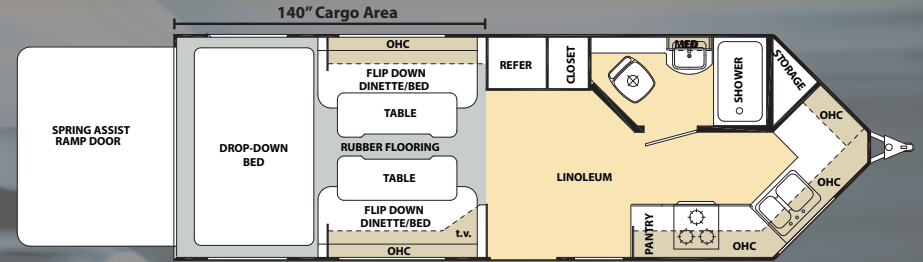 140” Cargo Area
SPRING ASSIST
RAMP DOOR
DROP-DOWN
BED
OHC
FLIP DOWN
DINETTE/BED
TABLE
RUBBER FLOORING
TABLE
FLIP DOWN
DINETTE/BED
t.v.
OHC
REFER
CLOSET
MED
SHOWER
STORAGE
OHC
LINOLEUM
OHC
PANTRY
OHC